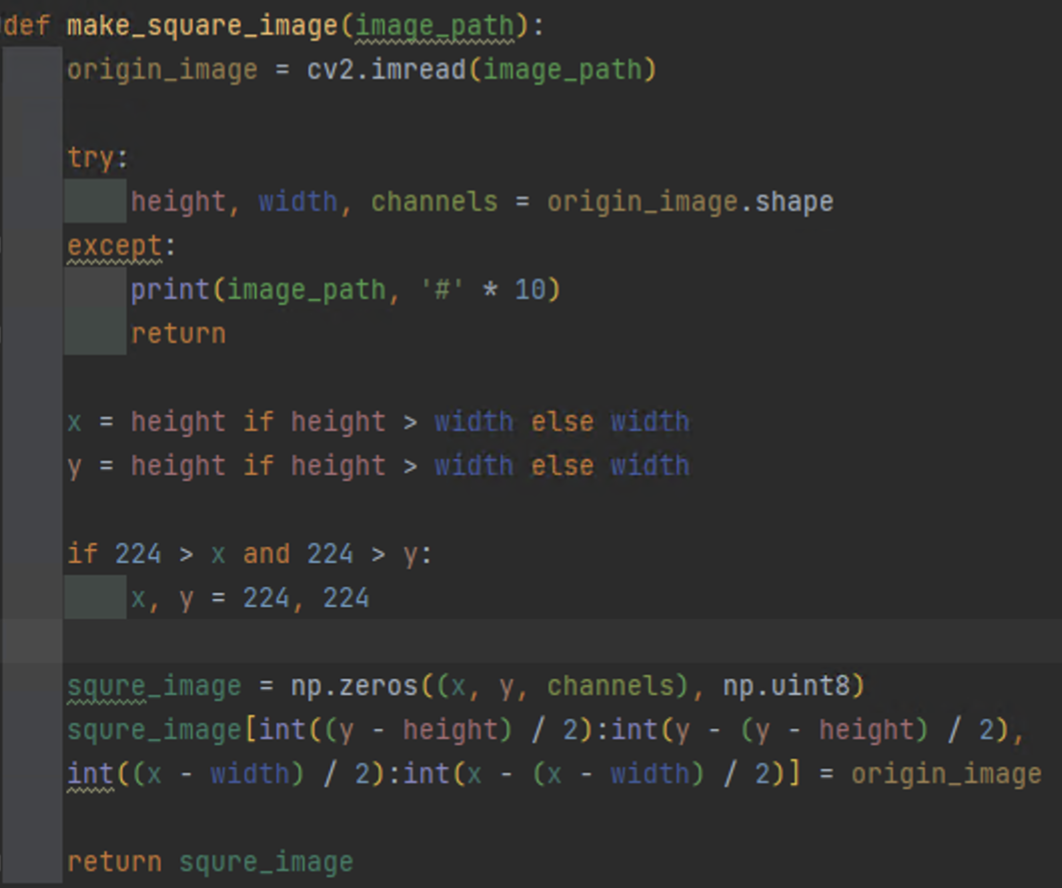 def make_square_image(image_path):
origin_image = cv2.imread(image_path)
try:
height, width, channels = origin_image.shape
except:
print(image_path, '#' * 10)
return
x = height if height > width else width
y = height if height > width else width
if 224 > x and 224 > y:
x, y = 224, 224
squre_image = np.zeros((x, y, channels), np.uint8)
squre_image[int((y - height) / 2):int(y - (y - height) / 2),
int((x - width) / 2):int(x - (x - width) / 2)] = origin_image
return squre_image